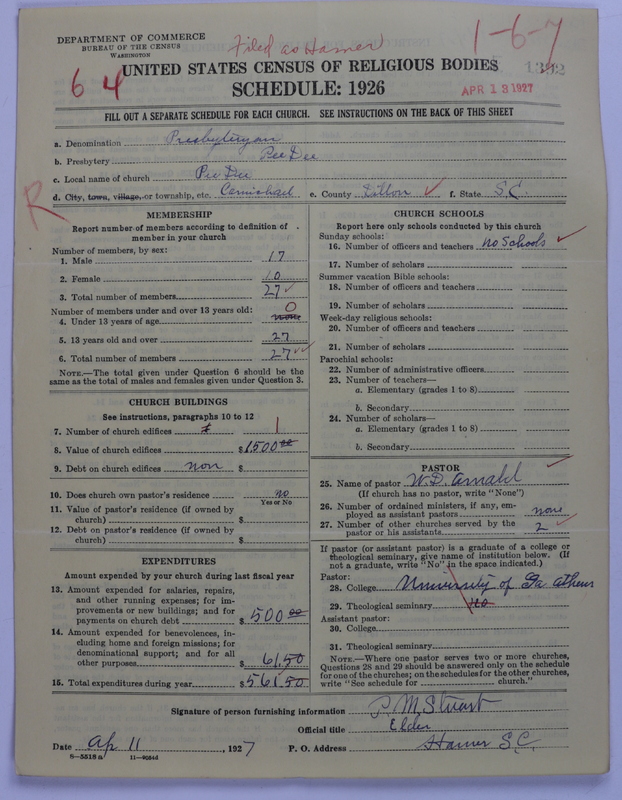 DEPARTMENT OF COMMERCE
BUREAU OF THE CENSUS
WASHINGTON
Filed as Hamer
1-6-7
64
1392
UNITED STATES CENSUS OF RELIGIOUS BODIES
SCHEDULE: 1926
APR 13 1927
FILL OUT A SEPARATE SCHEDULE FOR EACH CHURCH. SEE INSTRUCTIONS ON THE BACK OF THIS SHEET
a. Denomination Presbyteryan
b. Presbytery Pee Dee
c. Local name of church Pee Dee
R
d. City, town, village, or township, etc. Carmichael e. County Dillon ✓ f. State S.C.
MEMBERSHIP
Report number of members according to definition of member in your church
Number of members, by sex:
1. Male 17
2. Female 10
3. Total number of members 27 ✓
Number of members under and over 13 years old:
4. Under 13 years of age none 0
5. 13 years old and over 27
6. Total number of members 27 ✓
NOTE.—The total given under Question 6 should be the same as the total of males and females given under Question 3.
CHURCH BUILDINGS
See instructions, paragraphs 10 to 12
7. Number of church edifices 1
8. Value of church edifices $1,500 00
9. Debt on church edifices non $
10. Does church own pastor's residence no
Yes or No
11. Value of pastor's residence (if owned by church) $
12. Debt on pastor's residence (if owned by church) $
EXPENDITURES
Amount expended by your church during last fiscal year
13. Amount expended for salaries, repairs, and other running expenses; for improvements or new buildings; and for payments on church debt $500 00
14. Amount expended for benevolences, including home and foreign missions; for denominational support; and for all other purposes $61.50
15. Total expenditures during year $561.50
CHURCH SCHOOLS
Report here only schools conducted by this church
Sunday schools:
16. Number of officers and teachers no Schools ✓
17. Number of scholars
Summer vacation Bible schools:
18. Number of officers and teachers
19. Number of scholars
Week-day religious schools:
20. Number of officers and teachers
21. Number of scholars
Parochial schools:
22. Number of administrative officers
23. Number of teachers—
a. Elementary (grades 1 to 8)
b. Secondary
24. Number of scholars—
a. Elementary (grades 1 to 8)
b. Secondary
PASTOR
25. Name of pastor W.D. Arnold
(If church has no pastor, write "None")
26. Number of ordained ministers, if any, employed as assistant pastors none
27. Number of other churches served by the pastor or his assistants 2 ✓
If pastor (or assistant pastor) is a graduate of a college or theological seminary, give name of institution below. (If not a graduate, write "No" in the space indicated.)
Pastor:
28. College University of Ga athens
29. Theological seminary No
Assistant pastor:
30. College
31. Theological seminary
NOTE.—Where one pastor serves two or more churches, Questions 28 and 29 should be answered only on the schedule for one of the churches; on the schedules for the other churches, write "See schedule for church."
Signature of person furnishing information P. M. Stuart
Official title Elder
Date Ap 11, 1927 P. O. Address Hamer S.C.
8-5518a 11-9064d